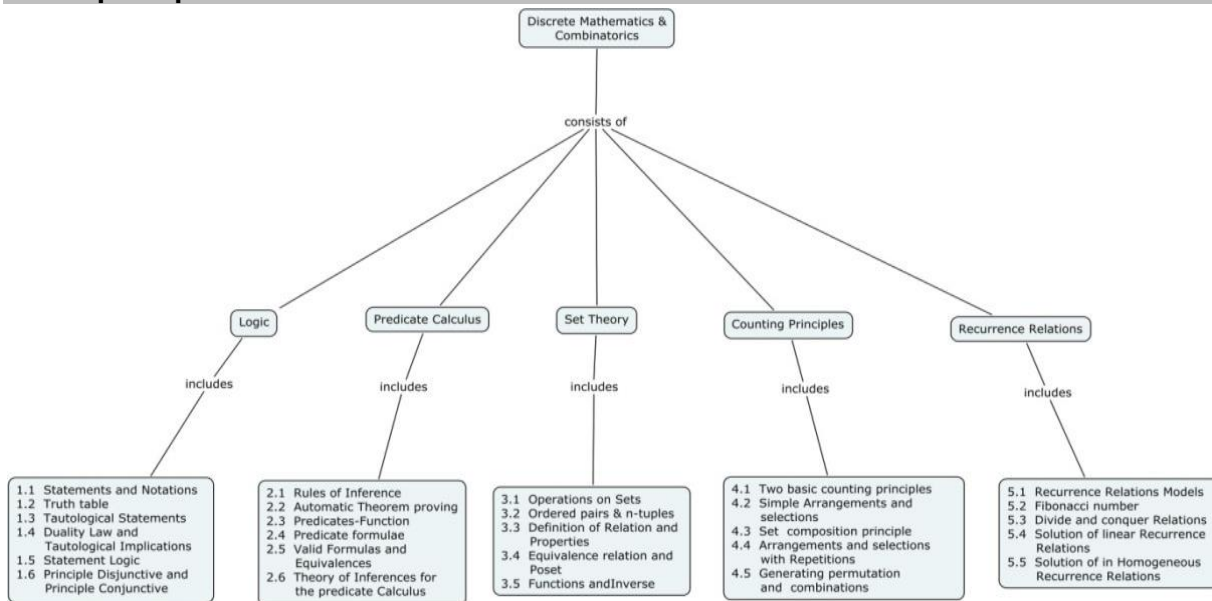 Discrete Mathematics &
Combinatorics
consists of
Logic
Predicate Calculus
Set Theory
Counting Principles
Recurrence Relations
includes
includes
includes
includes
includes
1.1 Statements and Notations
1.2 Truth table
1.3 Tautological Statements
1.4 Duality Law and
Tautological Implications
1.5 Statement Logic
1.6 Principle Disjunctive and
Principle Conjunctive
2.1 Rules of Inference
2.2 Automatic Theorem proving
2.3 Predicates-Function
2.4 Predicate formulae
2.5 Valid Formulas and
Equivalences
2.6 Theory of Inferences for
the predicate Calculus
3.1 Operations on Sets
3.2 Ordered pairs & n-tuples
3.3 Definition of Relation and
Properties
3.4 Equivalence relation and
Poset
3.5 Functions andInverse
4.1 Two basic counting principles
4.2 Simple Arrangements and
selections
4.3 Set composition principle
4.4 Arrangements and selections
with Repetitions
4.5 Generating permutation
and combinations
5.1 Recurrence Relations Models
5.2 Fibonacci number
5.3 Divide and conquer Relations
5.4 Solution of linear Recurrence
Relations
5.5 Solution of in Homogeneous
Recurrence Relations